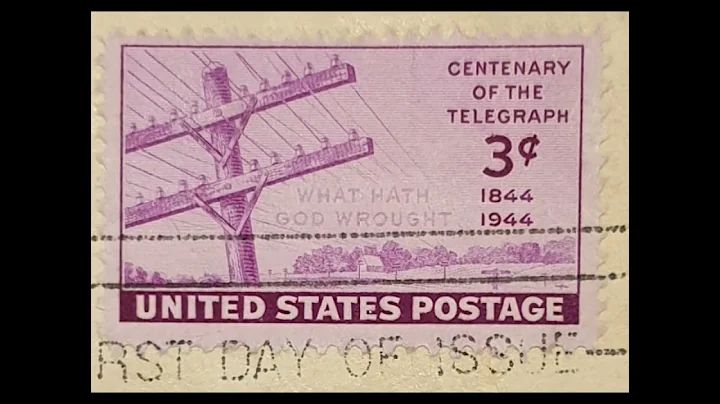 CENTENARY
OF THE
TELEGRAPH
3¢
WHAT HATH
GOD WROUGHT
1844
1944
UNITED STATES POSTAGE
RST DAY OF ISSUE